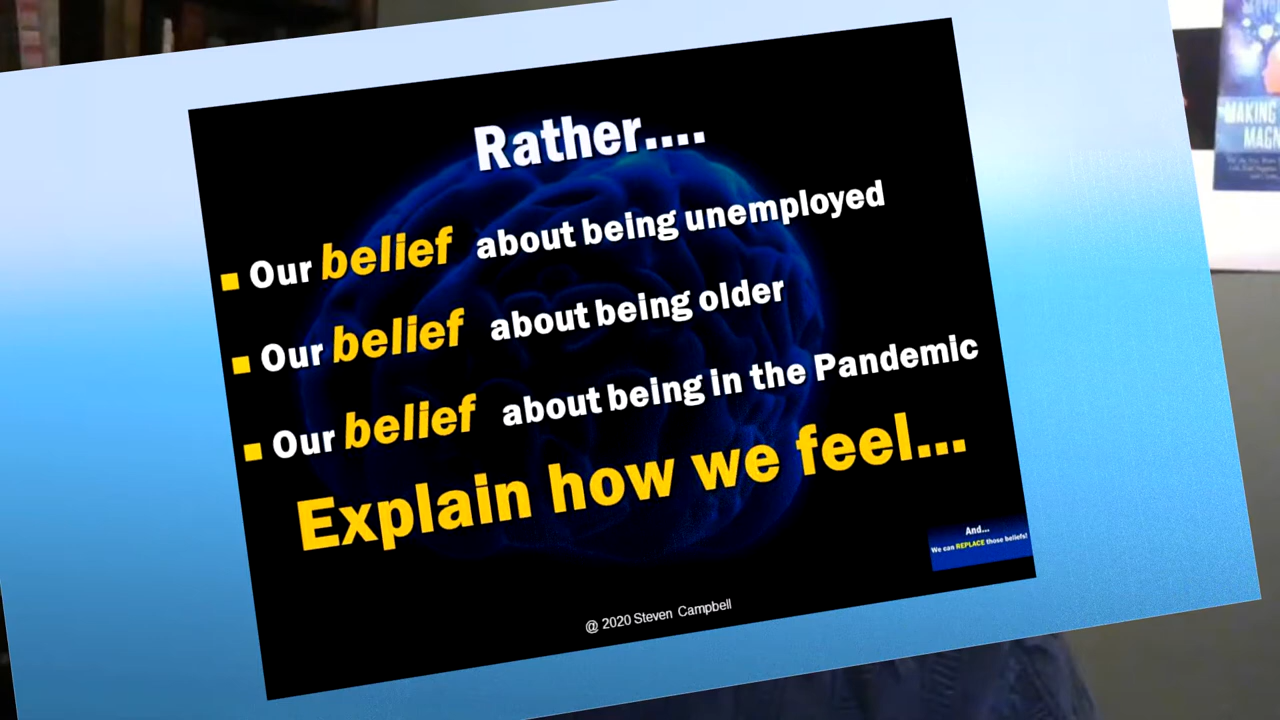 Rather....
Our belief about being unemployed
Our belief about being older
Our belief about being in the Pandemic
Explain how we feel...
And...
We can REPLACE those beliefs!
@ 2020 Steven Campbell
MAKING